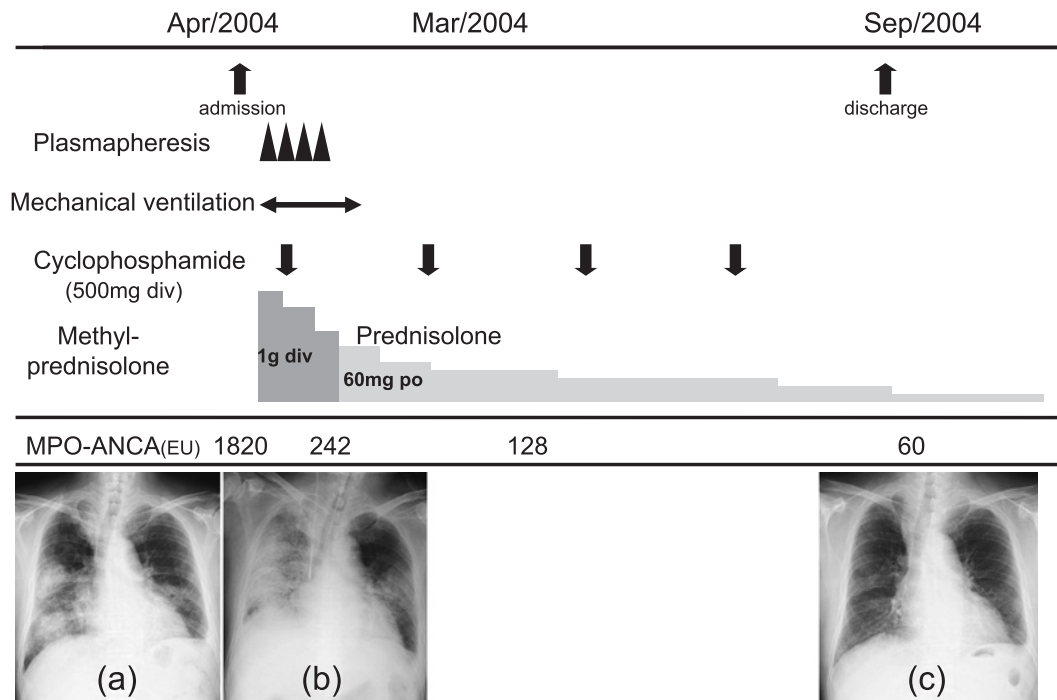 Apr/2004 Mar/2004 Sep/2004
admission discharge
Plasmapheresis
Mechanical ventilation
Cyclophosphamide
(500mg div)
Methyl-
prednisolone
Prednisolone
1g div
60mg po
MPO-ANCA(EU) 1820 242 128 60
(a) (b) (c)